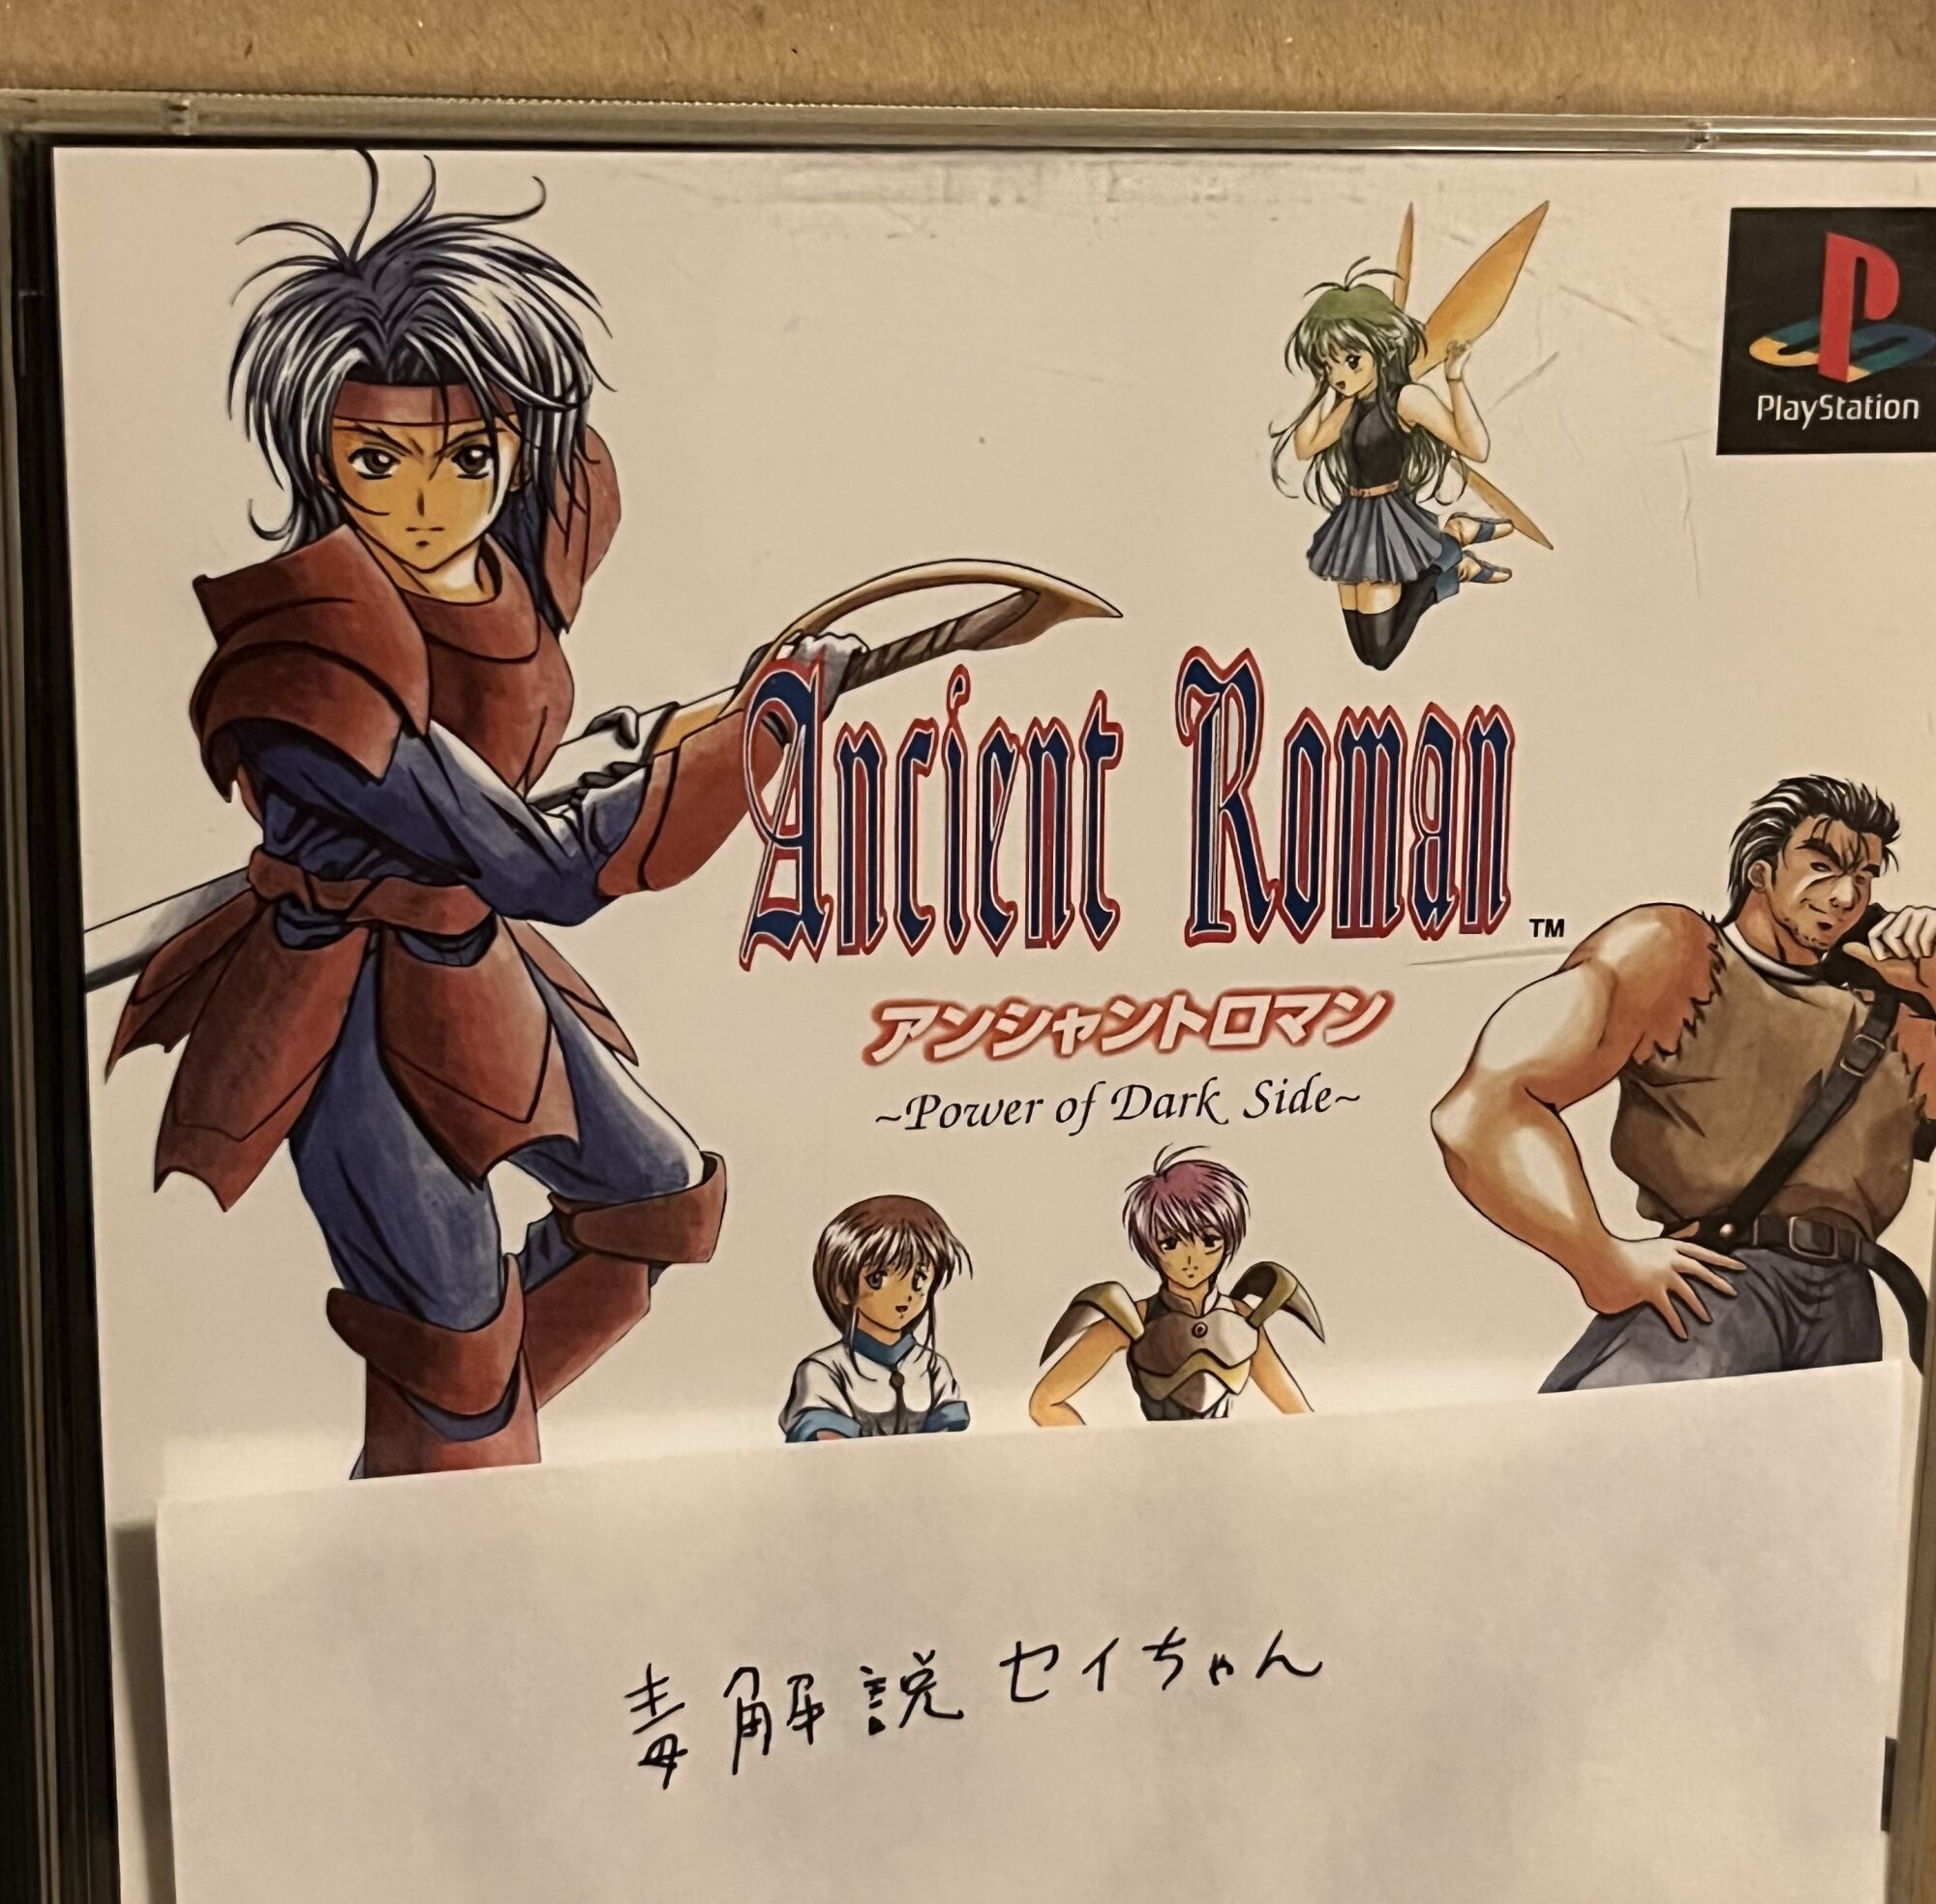 PlayStation
Ancient Roman ™
アンシャントロマン
~Power of Dark Side~
毒解説セイちゃん